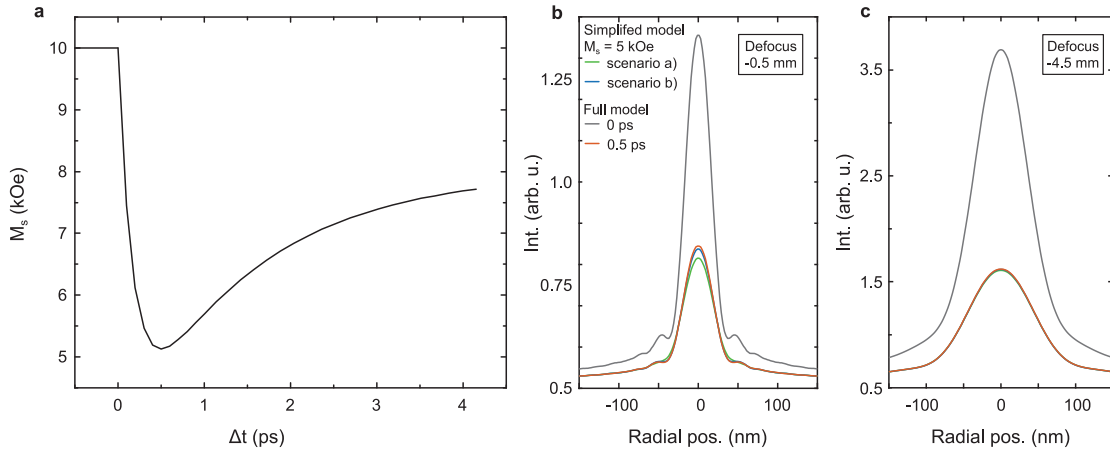 a
10
9
8
7
6
5
M_s (kOe)
0
1
2
3
4
Δt (ps)
b
Simplifed model
M_s = 5 kOe
scenario a)
scenario b)
Full model
0 ps
0.5 ps
Defocus
-0.5 mm
1.25
1.0
0.75
0.5
Int. (arb. u.)
-100
0
100
Radial pos. (nm)
c
Defocus
-4.5 mm
3.5
2.5
1.5
0.5
Int. (arb. u.)
-100
0
100
Radial pos. (nm)